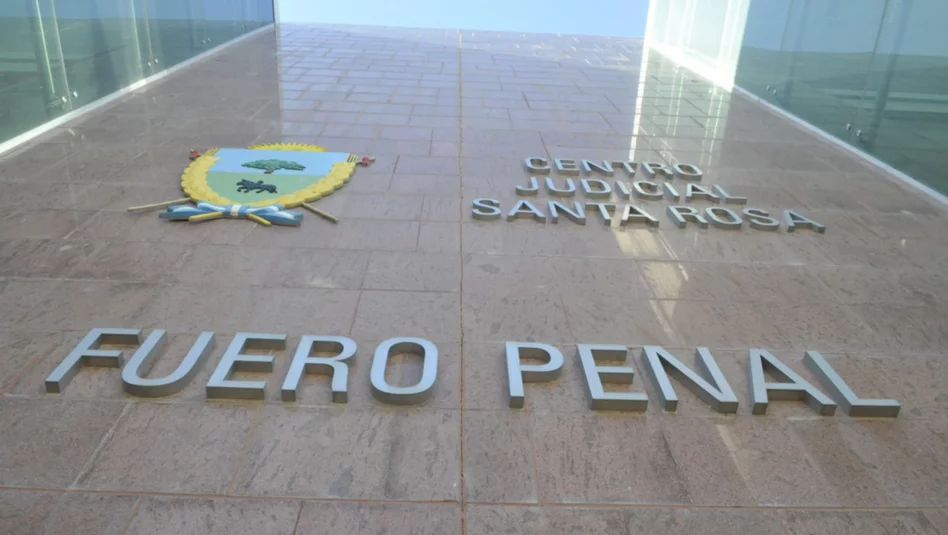 CENTRO
JUDICIAL
SANTA ROSA
FUERO PENAL